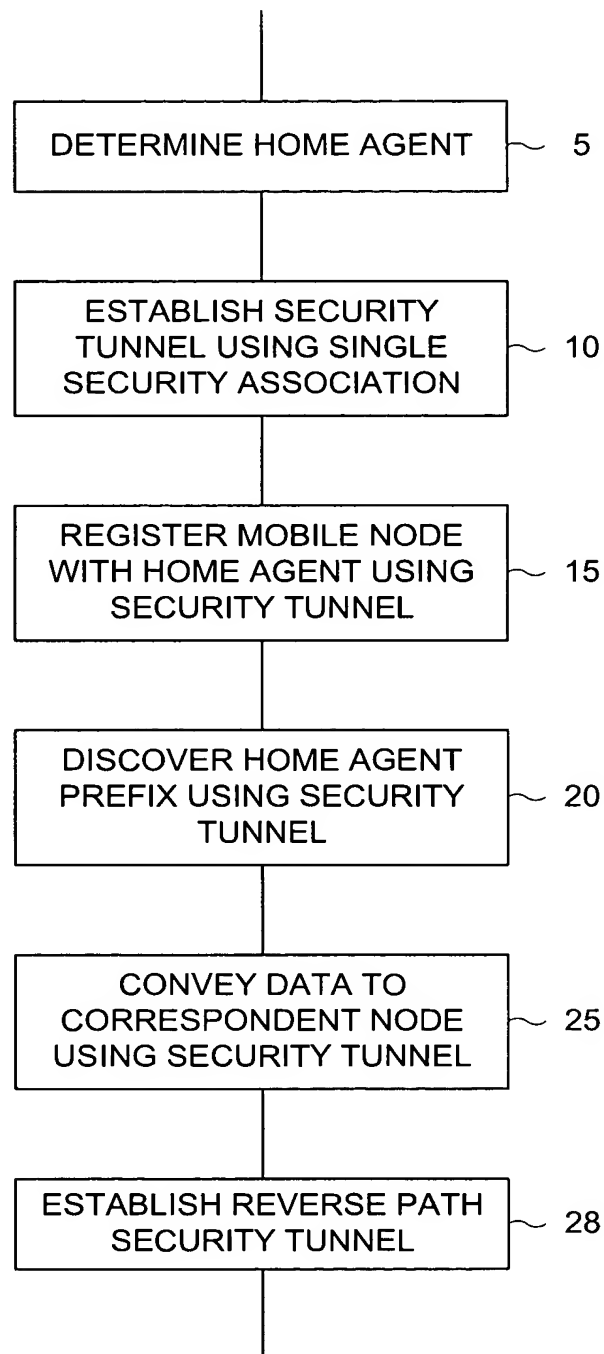 DETERMINE HOME AGENT
5
ESTABLISH SECURITY
TUNNEL USING SINGLE
SECURITY ASSOCIATION
10
REGISTER MOBILE NODE
WITH HOME AGENT USING
SECURITY TUNNEL
15
DISCOVER HOME AGENT
PREFIX USING SECURITY
TUNNEL
20
CONVEY DATA TO
CORRESPONDENT NODE
USING SECURITY TUNNEL
25
ESTABLISH REVERSE PATH
SECURITY TUNNEL
28